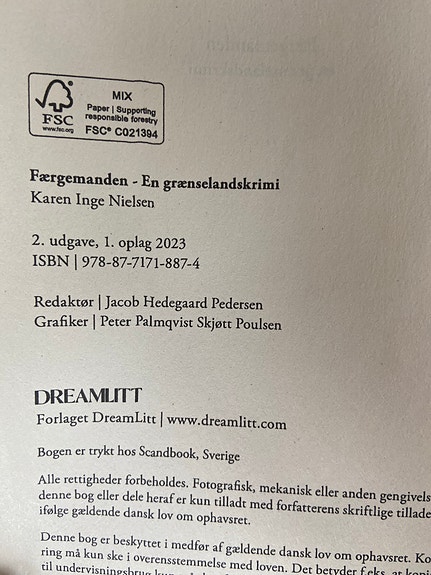 FSC
www.fsc.org
MIX
Paper | Supporting
responsible forestry
FSC® C021394
Færgemanden - En grænselandskrimi
Karen Inge Nielsen
2. udgave, 1. oplag 2023
ISBN | 978-87-7171-887-4
Redaktør | Jacob Hedegaard Pedersen
Grafiker | Peter Palmqvist Skjøtt Poulsen
DREAMLITT
Forlaget DreamLitt | www.dreamlitt.com
Bogen er trykt hos Scandbook, Sverige
Alle rettigheder forbeholdes. Fotografisk, mekanisk eller anden gengivels
denne bog eller dele heraf er kun tilladt med forfatterens skriftlige tillade
ifølge gældende dansk lov om ophavsret.
Denne bog er beskyttet i medfør af gældende dansk lov om ophavsret. Ko
ring må kun ske i overensstemmelse med loven. Det betyder f.eks. at kopi
til undervisningsbrug